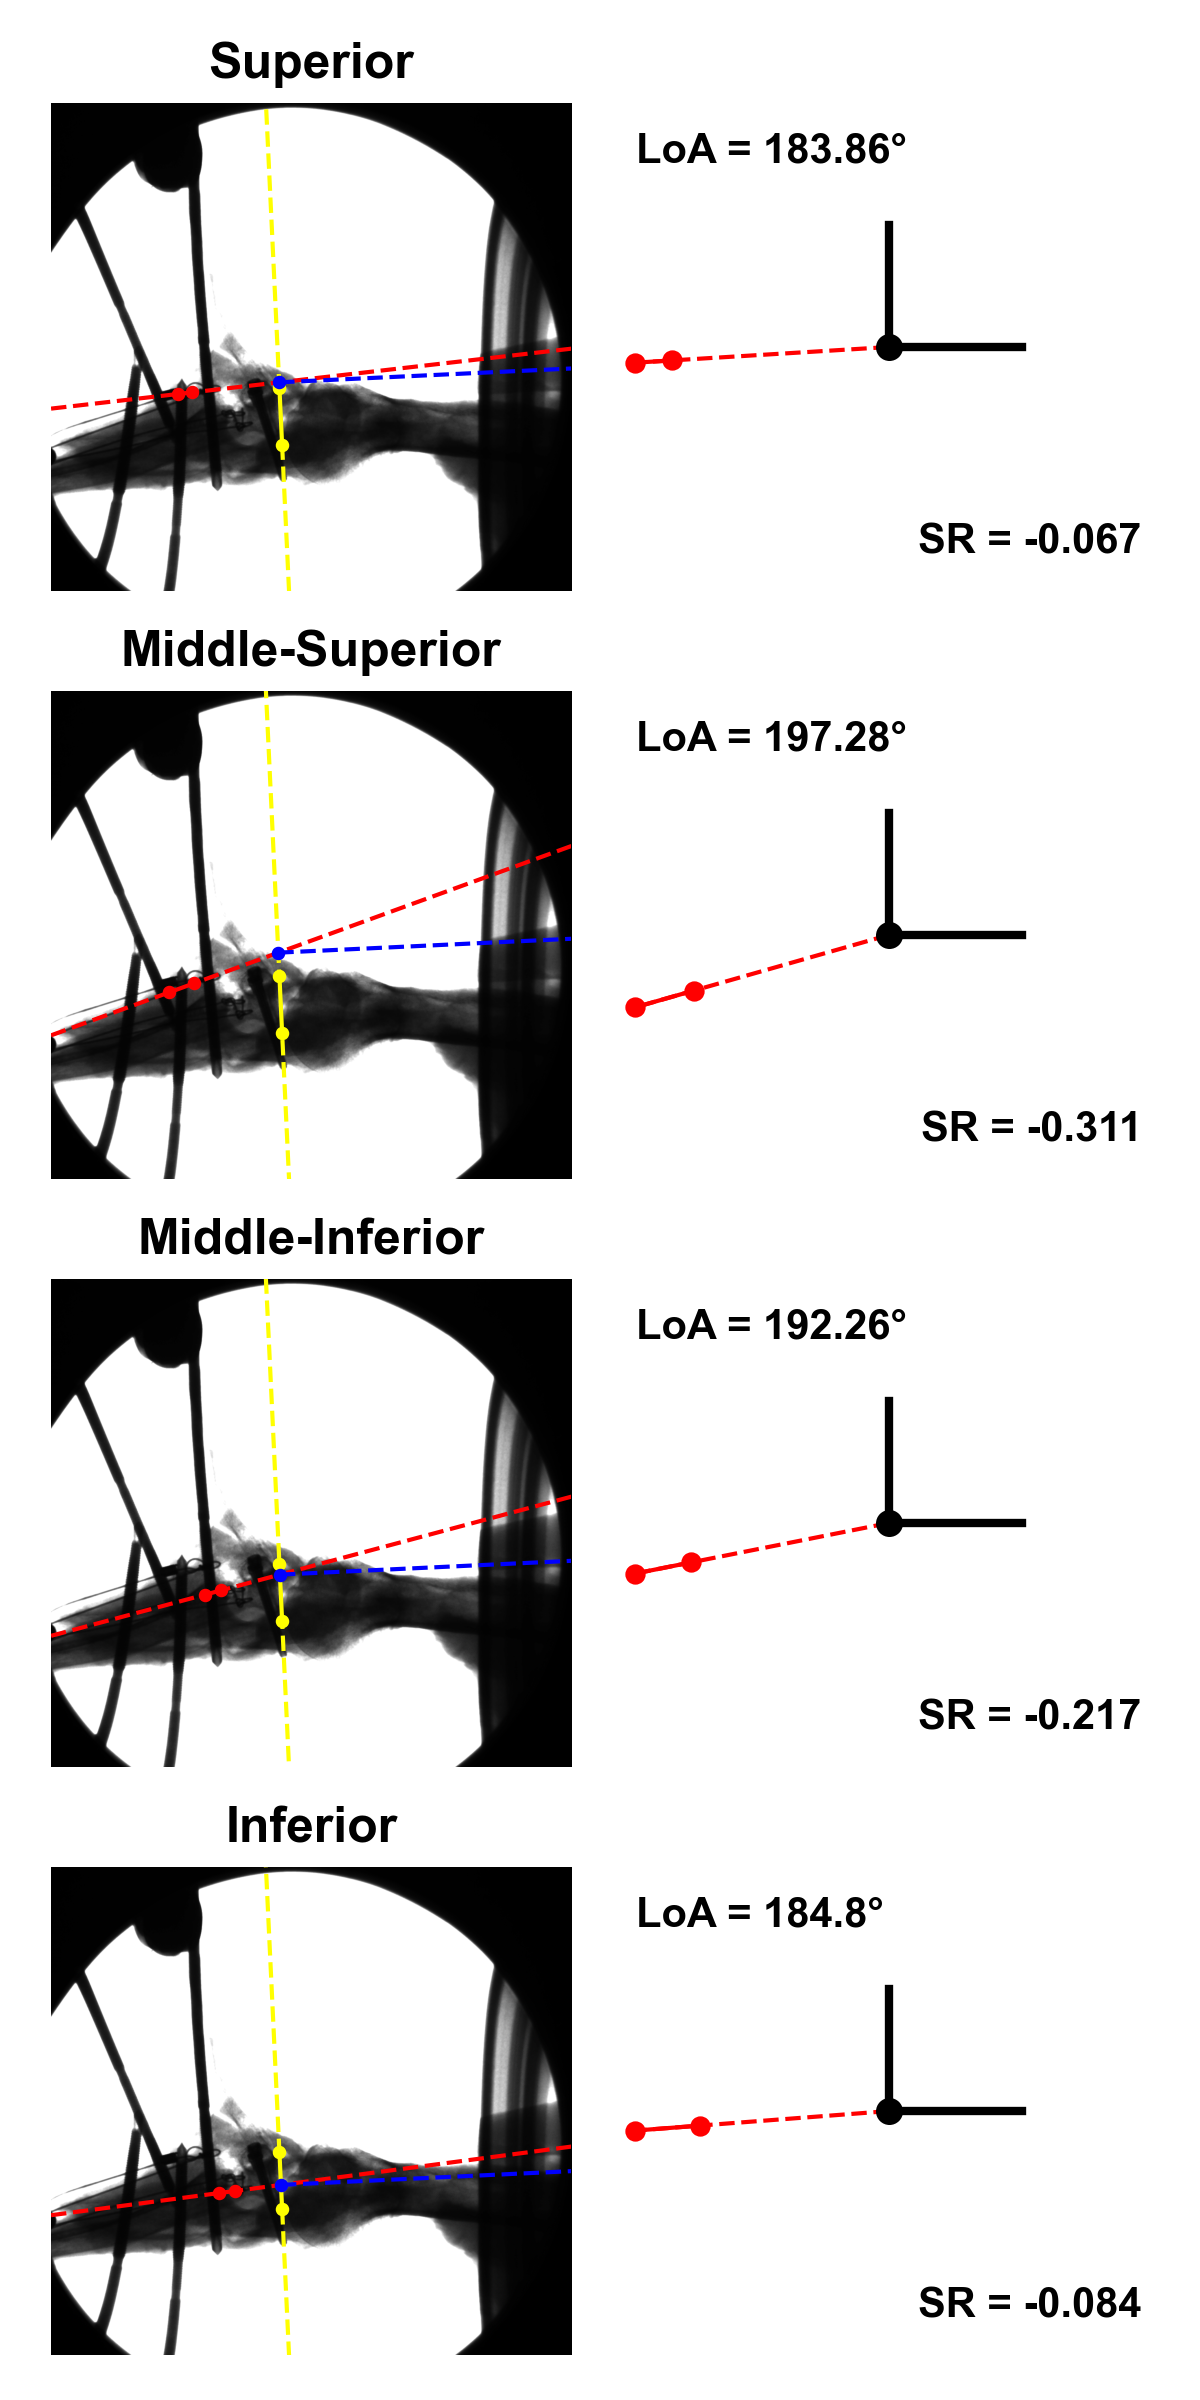 Superior
LoA = 183.86°
SR = -0.067
Middle-Superior
LoA = 197.28°
SR = -0.311
Middle-Inferior
LoA = 192.26°
SR = -0.217
Inferior
LoA = 184.8°
SR = -0.084